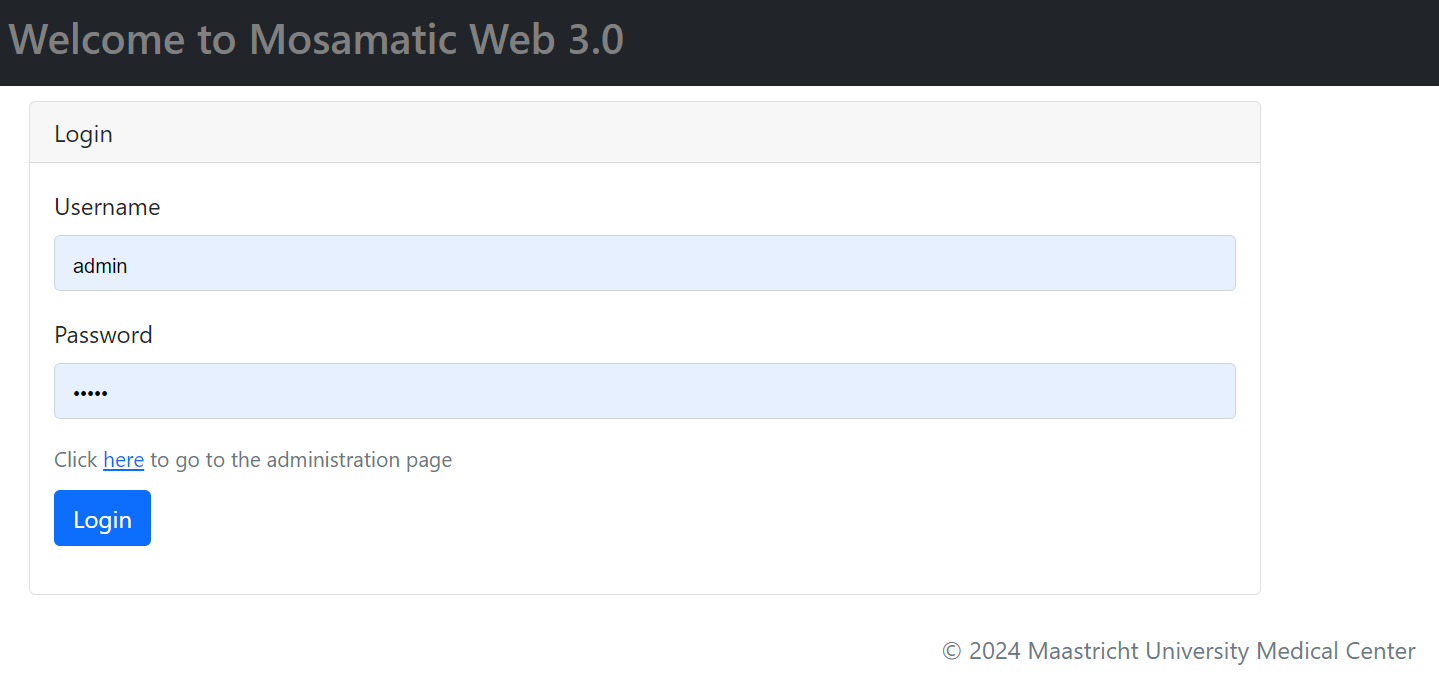 Welcome to Mosamatic Web 3.0
Login
Username
admin
Password
•••••
Click here to go to the administration page
Login
© 2024 Maastricht University Medical Center